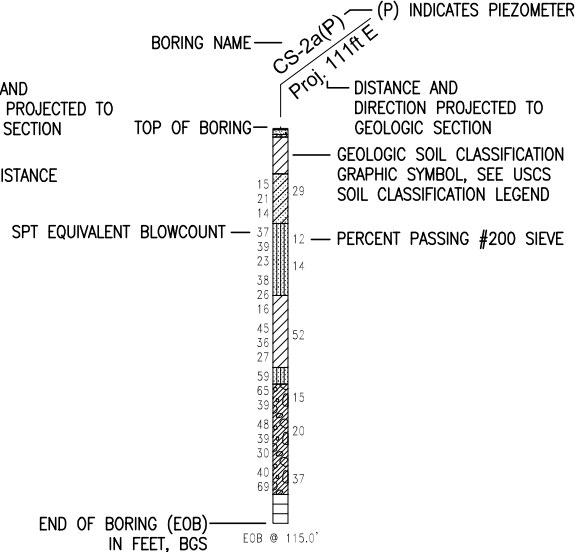 (P) INDICATES PIEZOMETER
BORING NAME
CS-2a(P)
Proj. 111ft E
AND
PROJECTED TO
SECTION
DISTANCE AND
DIRECTION PROJECTED TO
GEOLOGIC SECTION
TOP OF BORING
GEOLOGIC SOIL CLASSIFICATION
GRAPHIC SYMBOL, SEE USCS
SOIL CLASSIFICATION LEGEND
ISTANCE
15
29
21
14
SPT EQUIVALENT BLOWCOUNT
37
12
PERCENT PASSING #200 SIEVE
39
23
14
38
26
16
45
52
36
27
59
65
15
39
48
20
39
30
40
37
69
END OF BORING (EOB)
IN FEET, BGS
EOB @ 115.0'